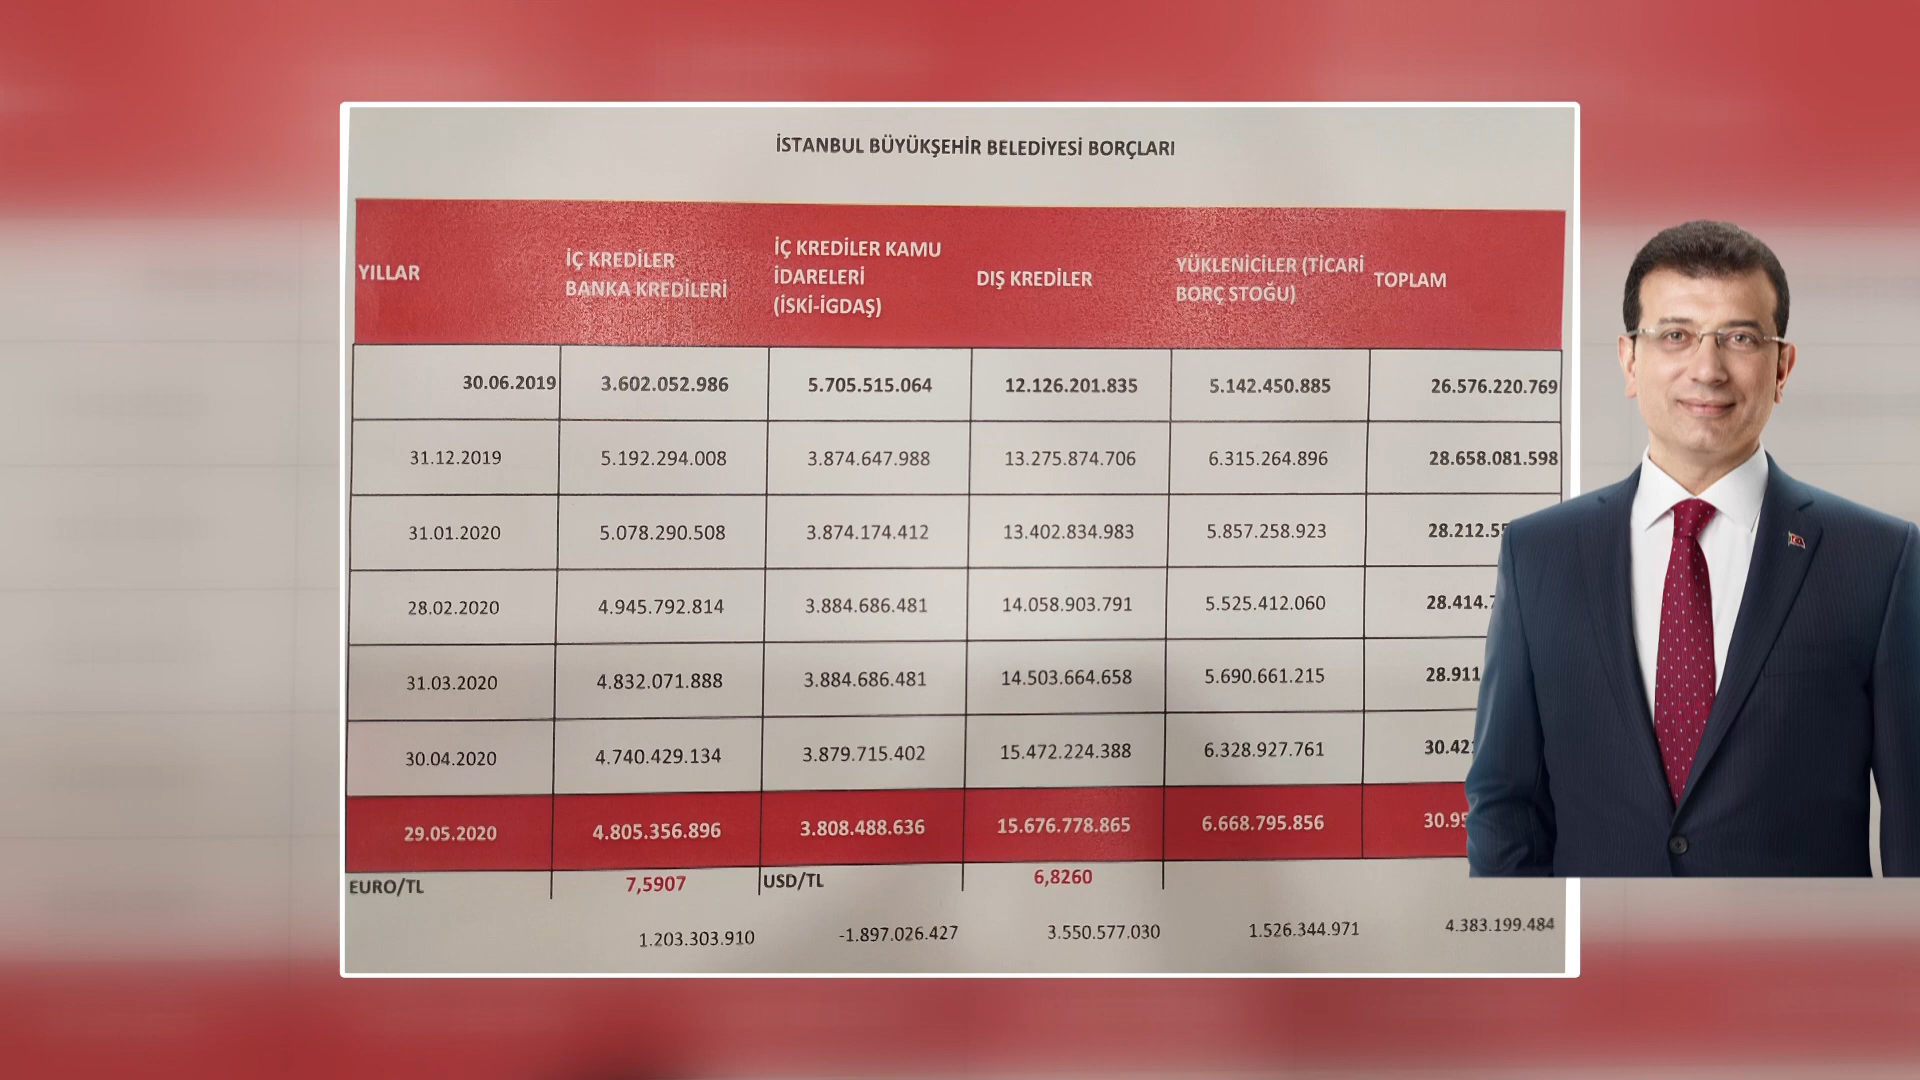 İSTANBUL BÜYÜKŞEHİR BELEDİYESİ BORÇLARI
YILLAR
İÇ KREDİLER
BANKA KREDİLERİ
İÇ KREDİLER KAMU
İDARELERİ
(İSKİ-İGDAŞ)
DIŞ KREDİLER
YÜKLENİCİLER (TİCARİ
BORÇ STOĞU)
TOPLAM
30.06.2019 3.602.052.986 5.705.515.064 12.126.201.835 5.142.450.885 26.576.220.769
31.12.2019 5.192.294.008 3.874.647.988 13.275.874.706 6.315.264.896 28.658.081.598
31.01.2020 5.078.290.508 3.874.174.412 13.402.834.983 5.857.258.923
28.02.2020 4.945.792.814 3.884.686.481 14.058.903.791 5.525.412.060
31.03.2020 4.832.071.888 3.884.686.481 14.503.664.658 5.690.661.215
30.04.2020 4.740.429.134 3.879.715.402 15.472.224.388 6.328.927.761
29.05.2020 4.805.356.896 3.808.488.636 15.676.778.865 6.668.795.856
EURO/TL 7,5907 USD/TL 6,8260
1.203.303.910 -1.897.026.427 3.550.577.030 1.526.344.971 4.383.199.484